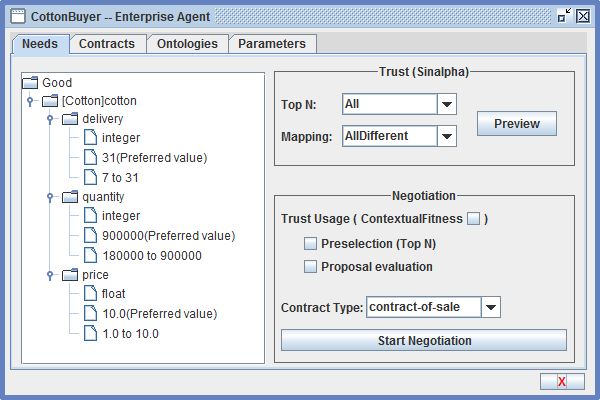 CottonBuyer -- Enterprise Agent
Needs Contracts Ontologies Parameters
Good
[Cotton]cotton
delivery
integer
31(Preferred value)
7 to 31
quantity
integer
900000(Preferred value)
180000 to 900000
price
float
10.0(Preferred value)
1.0 to 10.0
Trust (Sinalpha)
Top N: All
Mapping: AllDifferent
Preview
Negotiation
Trust Usage ( ContextualFitness )
Preselection (Top N)
Proposal evaluation
Contract Type: contract-of-sale
Start Negotiation
X